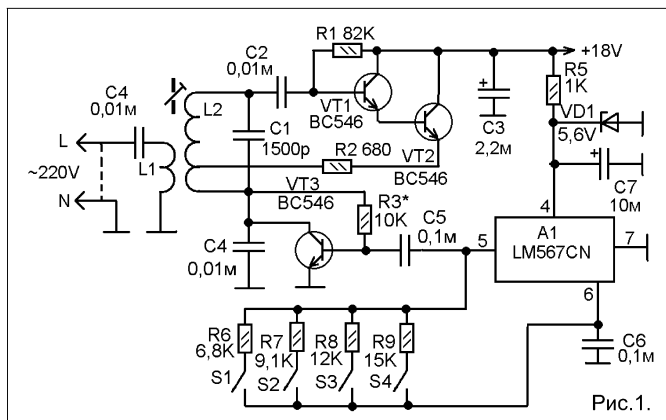 R1 82K
+18V
C2
0,01м
R5
1K
C4
0,01м
L2
VT1
BC546
VD1
5,6V
C3
2,2м
L
C1
1500p
~220V
L1
R2 680
VT2
BC546
C7
10м
N
VT3
BC546
R3*
10K
C5
0,1м
4
A1
LM567CN
5
7
6
C4
0,01м
R6
6,8K
R7
9,1K
R8
12K
R9
15K
C6
0,1м
S1
S2
S3
S4
Рис.1.